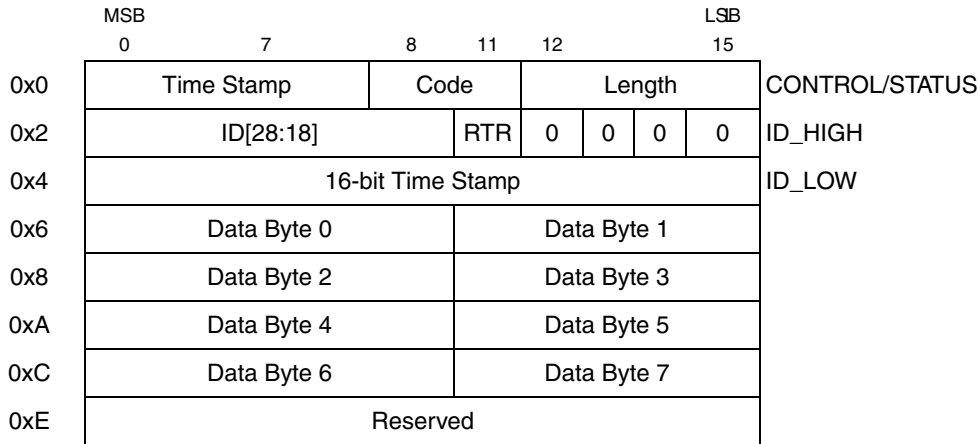 MSB LSB
0 7 8 11 12 15
0x0 Time Stamp Code Length CONTROL/STATUS
0x2 ID[28:18] RTR 0 0 0 0 ID_HIGH
0x4 16-bit Time Stamp ID_LOW
0x6 Data Byte 0 Data Byte 1
0x8 Data Byte 2 Data Byte 3
0xA Data Byte 4 Data Byte 5
0xC Data Byte 6 Data Byte 7
0xE Reserved